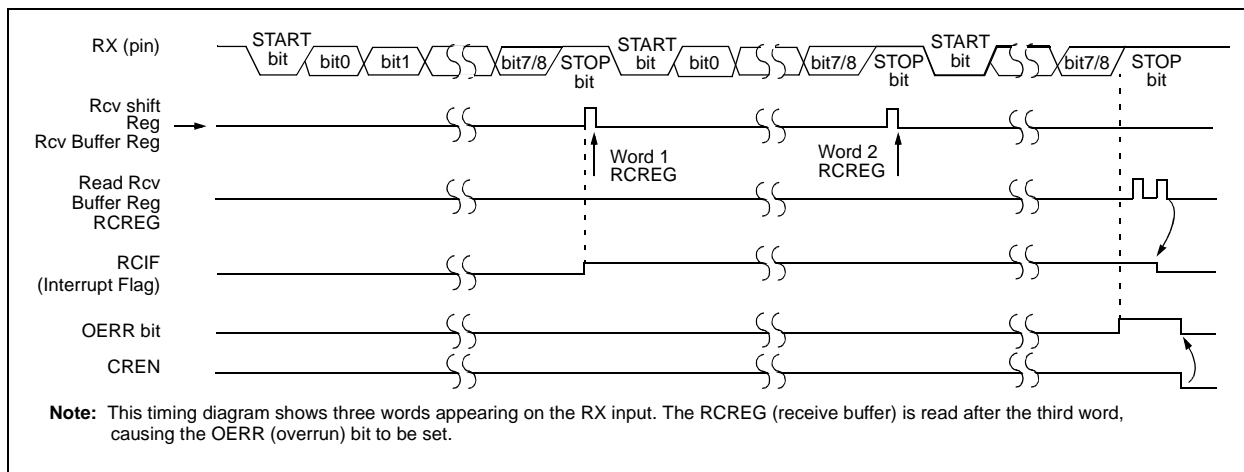 RX (pin)
START
bit
bit0
bit1
bit7/8
STOP
bit
START
bit
bit0
bit7/8
STOP
bit
START
bit
bit7/8
STOP
bit
Rcv shift
Reg
Rcv Buffer Reg
Word 1
RCREG
Word 2
RCREG
Read Rcv
Buffer Reg
RCREG
RCIF
(Interrupt Flag)
OERR bit
CREN
Note: This timing diagram shows three words appearing on the RX input. The RCREG (receive buffer) is read after the third word,
causing the OERR (overrun) bit to be set.